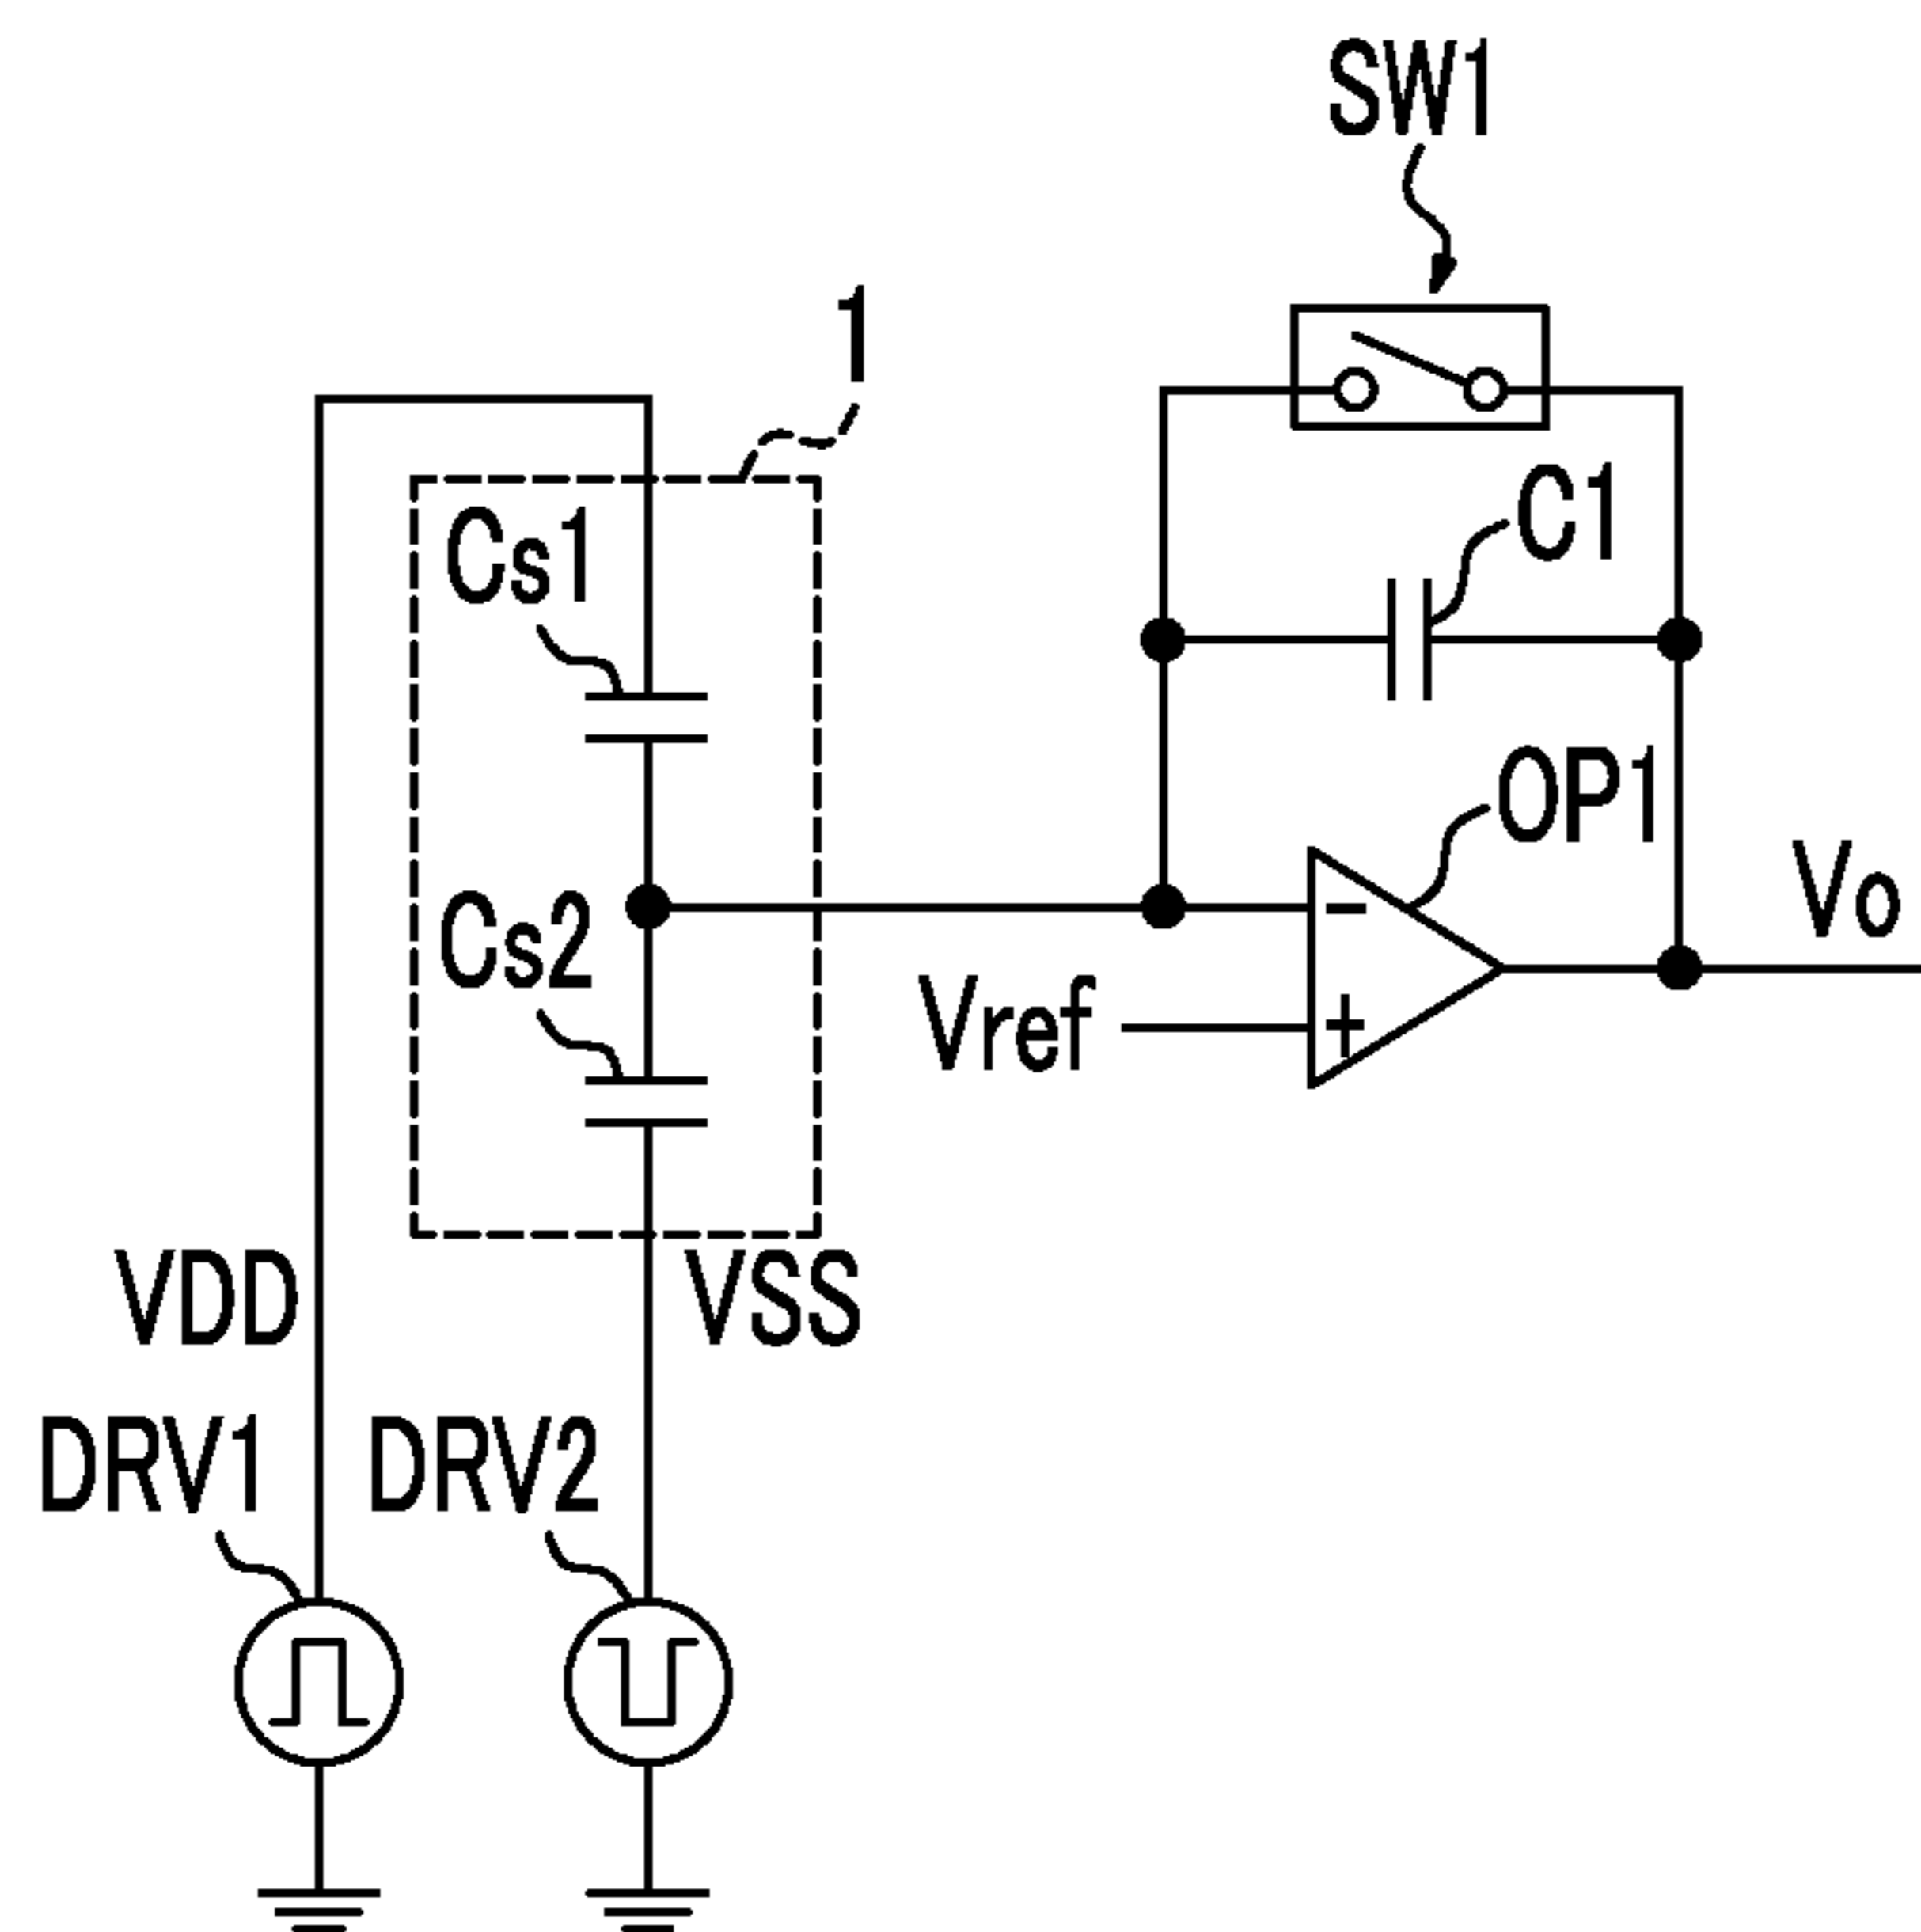 SW1
1
Cs1
C1
OP1
Cs2
Vo
Vref
-
+
VDD
VSS
DRV1
DRV2